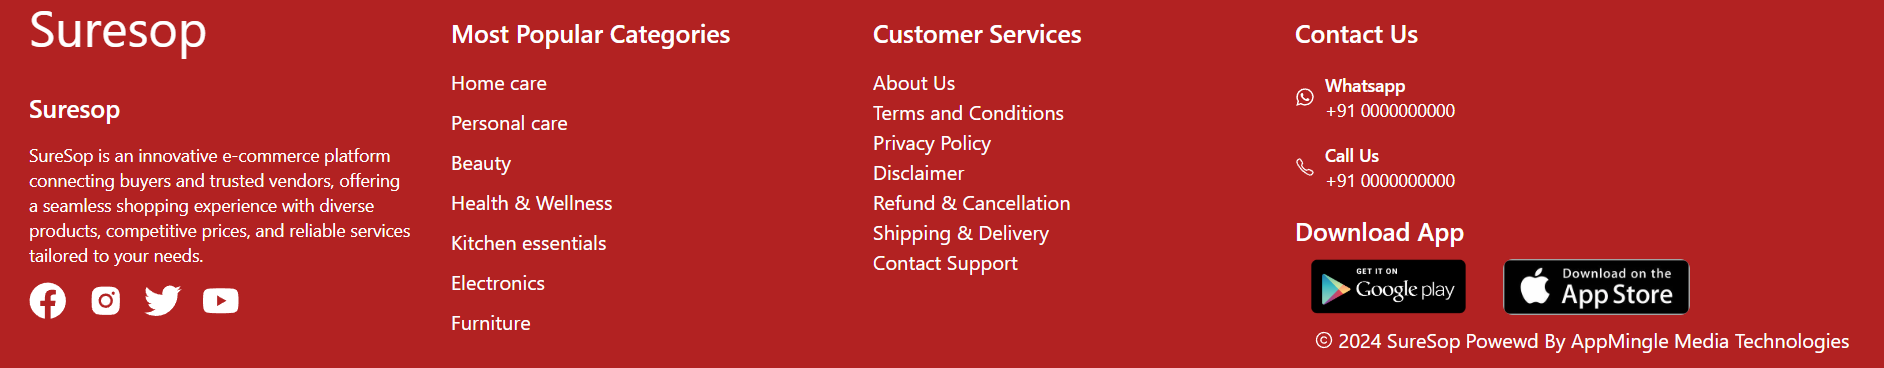 Suresop
Suresop
SureSop is an innovative e-commerce platform
connecting buyers and trusted vendors, offering
a seamless shopping experience with diverse
products, competitive prices, and reliable services
tailored to your needs.
Most Popular Categories
Home care
Personal care
Beauty
Health & Wellness
Kitchen essentials
Electronics
Furniture
Customer Services
About Us
Terms and Conditions
Privacy Policy
Disclaimer
Refund & Cancellation
Shipping & Delivery
Contact Support
Contact Us
Whatsapp
+91 0000000000
Call Us
+91 0000000000
Download App
GET IT ON
Google play
Download on the
App Store
© 2024 SureSop Powewd By AppMingle Media Technologies